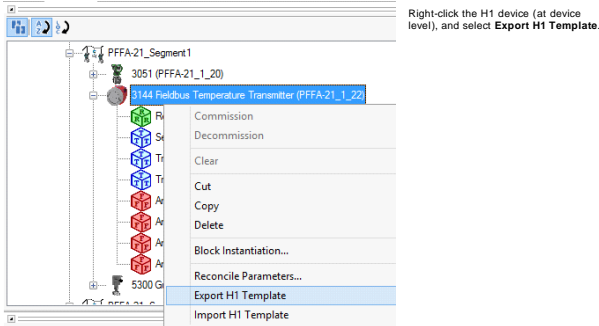 Right-click the H1 device (at device
level), and select Export H1 Template.
PFFA-21_Segment1
3051 (PFFA-21_1_20)
3144 Fieldbus Temperature Transmitter (PFFA-21_1_22)
Commission
Decommission
Clear
Cut
Copy
Delete
Block Instantiation...
Reconcile Parameters...
5300 G
Export H1 Template
Import H1 Template